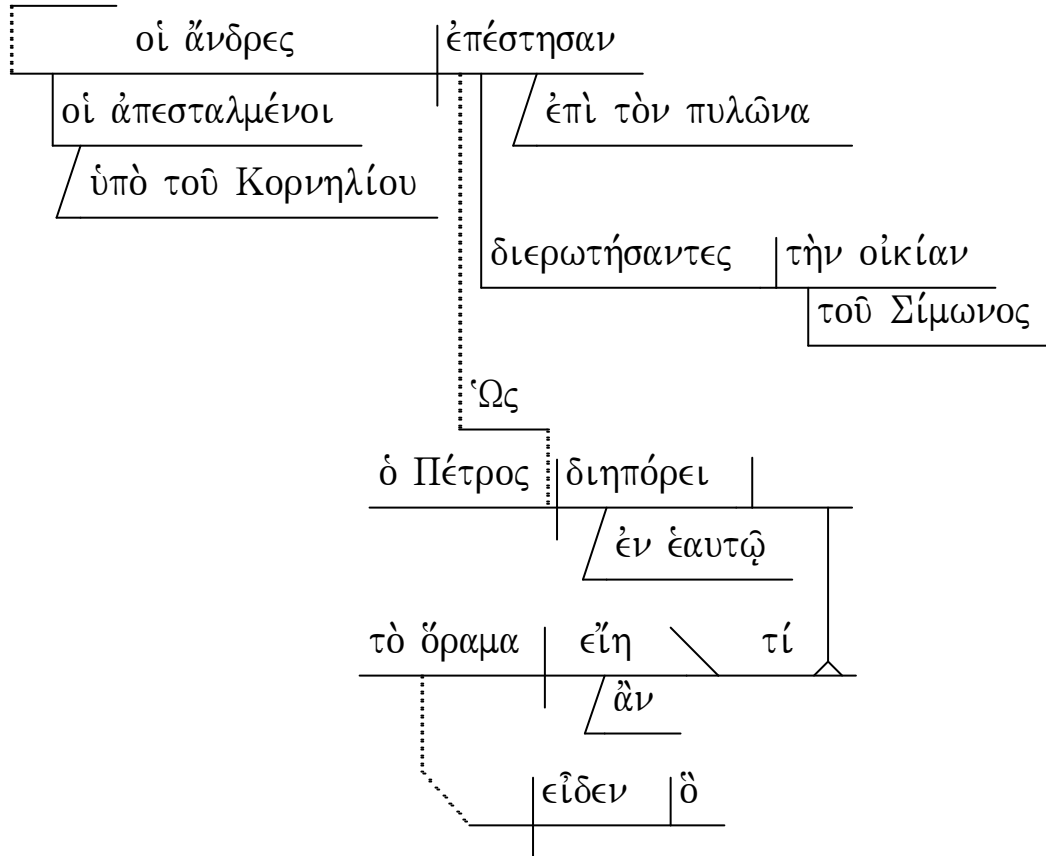 οἱ ἄνδρες ἐπέστησαν
οἱ ἀπεσταλμένοι ἐπὶ τὸν πυλῶνα
ὑπὸ τοῦ Κορνηλίου
διερωτήσαντες τὴν οἰκίαν
τοῦ Σίμωνος
Ὡς
ὁ Πέτρος διηπόρει
ἐν ἑαυτῷ
τὸ ὅραμα εἴη τί
ἂν
εἶδεν ὃ